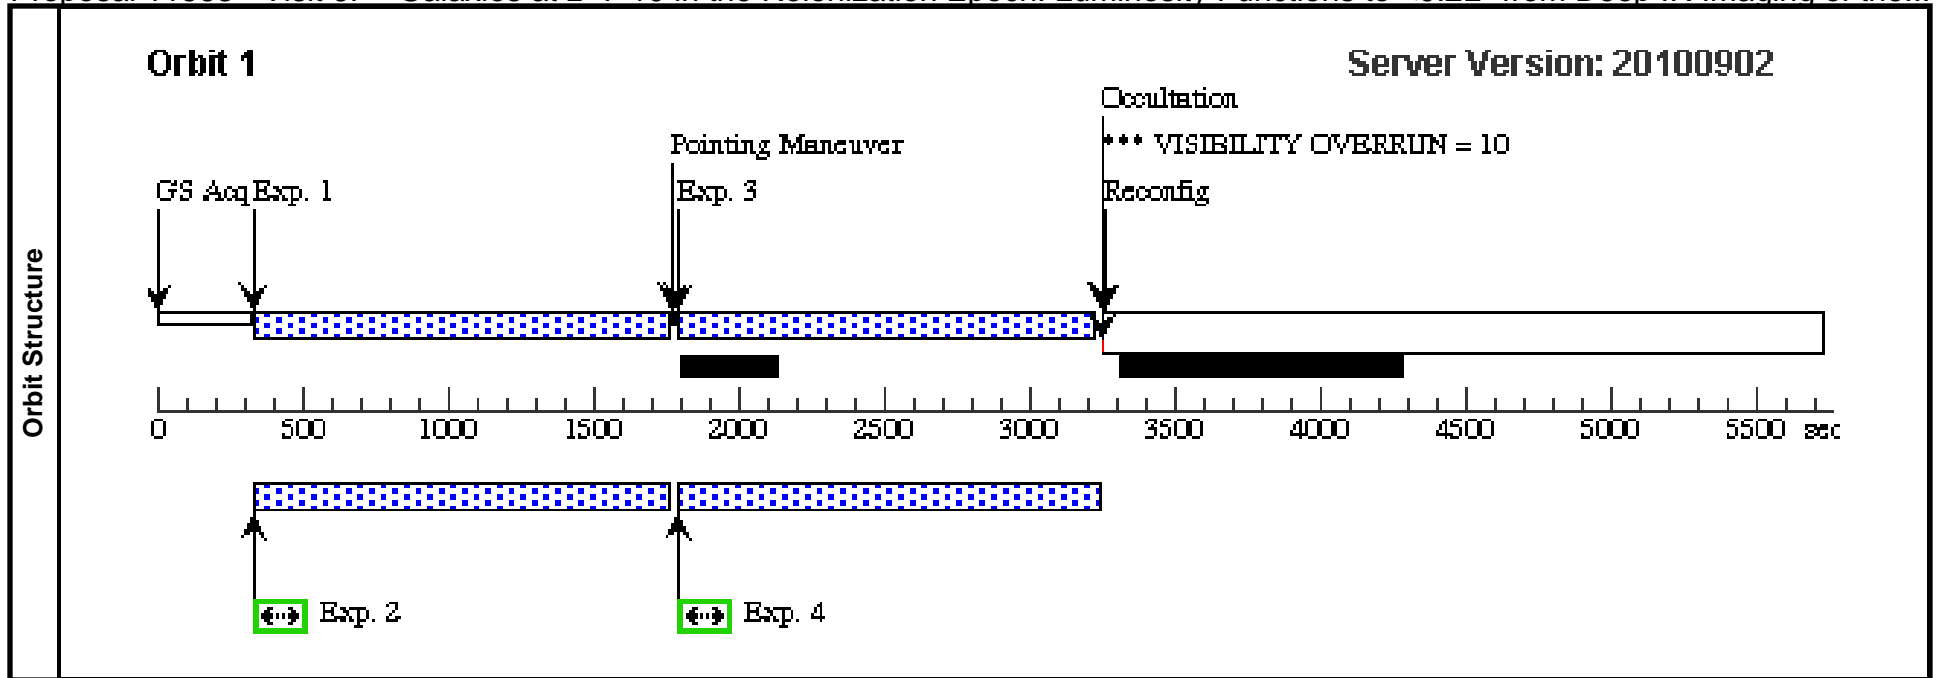 Orbit Structure
Orbit 1
Server Version: 20100902
Occultation
Pointing Maneuver
*** VISIBILITY OVERRUN = 10
GS Acq
Exp. 1
Exp. 3
Reconfig
0 500 1000 1500 2000 2500 3000 3500 4000 4500 5000 5500 sec
Exp. 2
Exp. 4